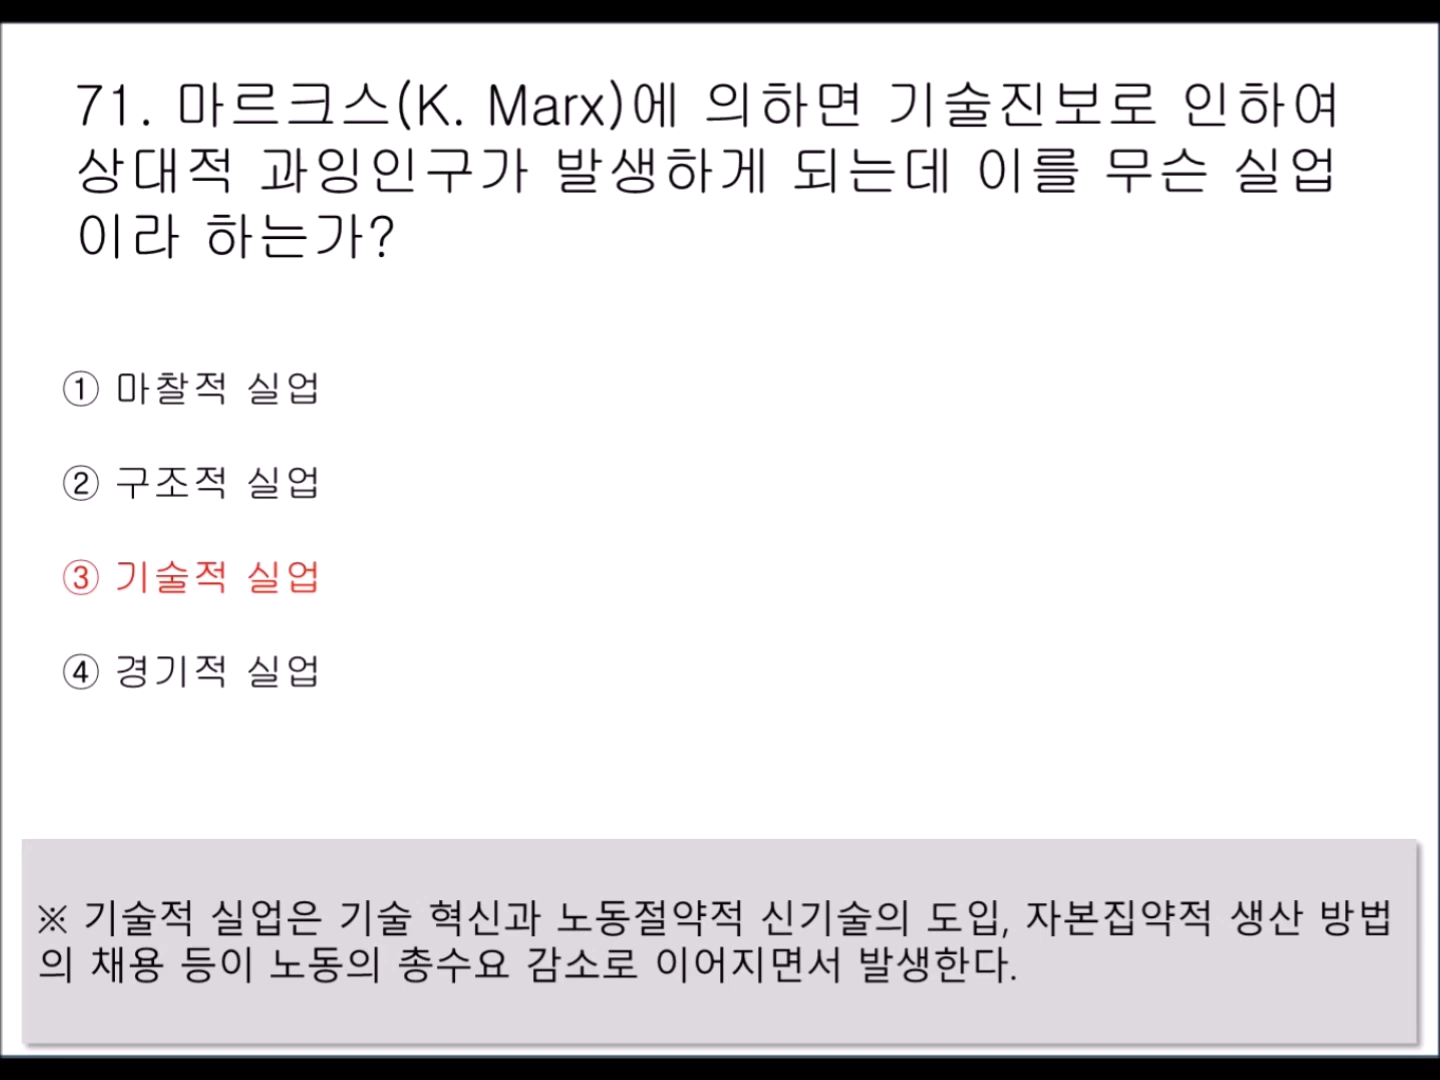 71. 마르크스(K. Marx)에 의하면 기술진보로 인하여
상대적 과잉인구가 발생하게 되는데 이를 무슨 실업
이라 하는가?
① 마찰적 실업
② 구조적 실업
③ 기술적 실업
④ 경기적 실업
※ 기술적 실업은 기술 혁신과 노동절약적 신기술의 도입, 자본집약적 생산 방법
의 채용 등이 노동의 총수요 감소로 이어지면서 발생한다.